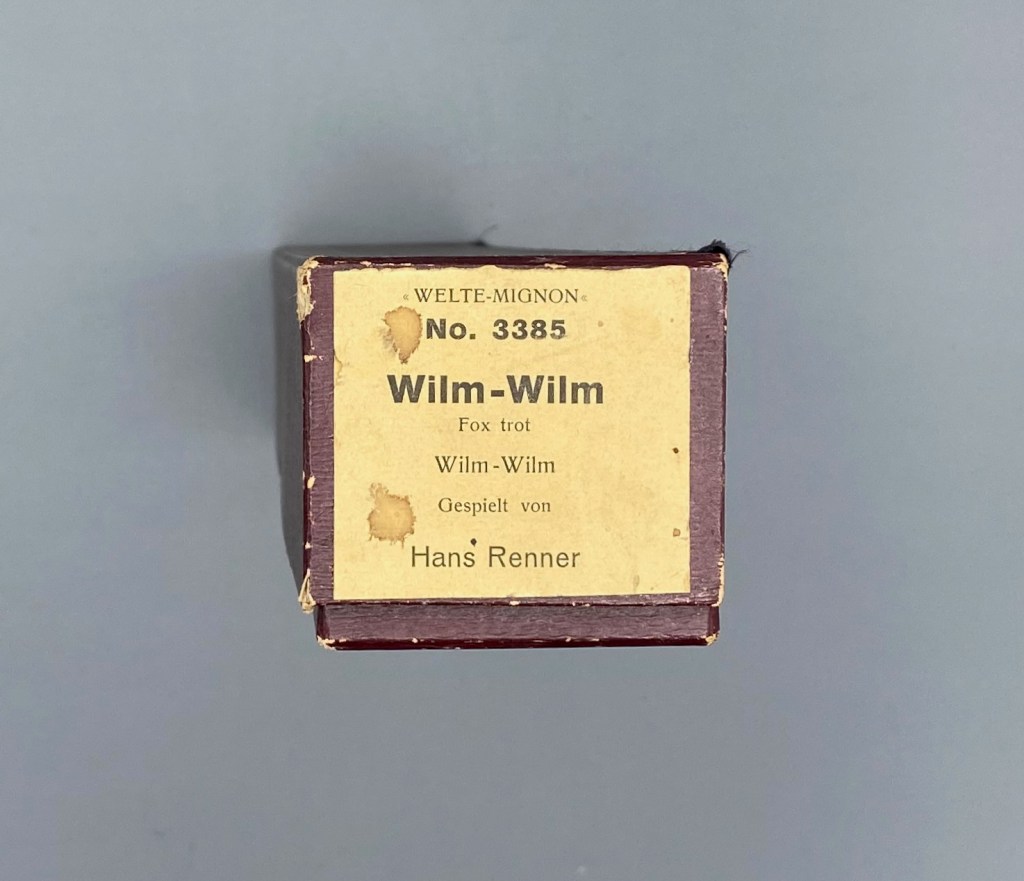 « WELTE-MIGNON «
No. 3385
Wilm-Wilm
Fox trot
Wilm-Wilm
Gespielt von
Hans Renner